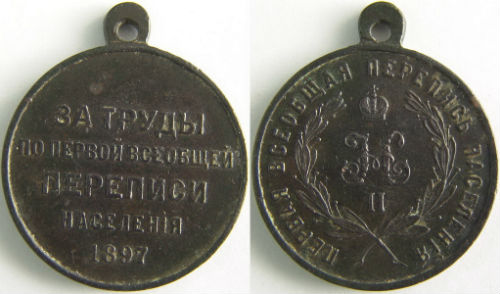 ЗА ТРУДЫ
ПО ПЕРВОЙ ВСЕОБЩЕЙ
ПЕРЕПИСИ
НАСЕЛЕНІЯ
1897
ПЕРВАЯ ВСЕОБЩАЯ ПЕРЕПИСЬ НАСЕЛЕНІЯ
Н
II